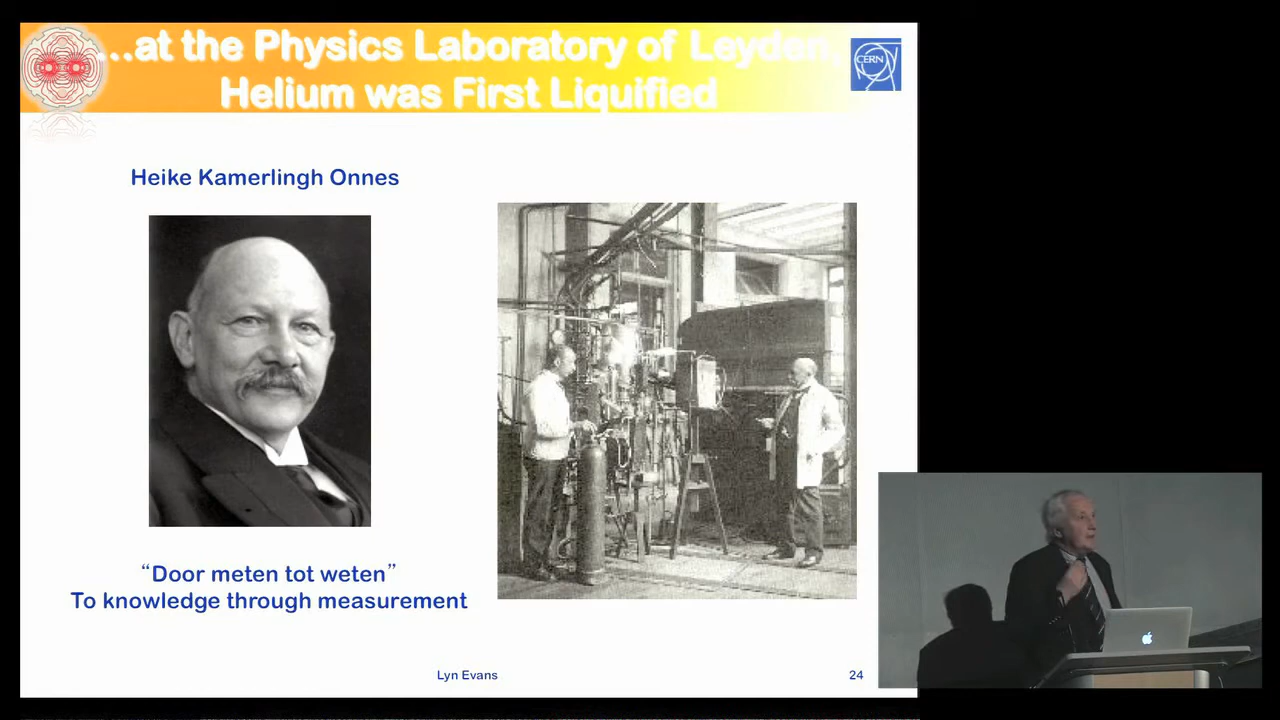 ...at the Physics Laboratory of Leyden,
Helium was First Liquified
CERN
Heike Kamerlingh Onnes
“Door meten tot weten”
To knowledge through measurement
Lyn Evans
24